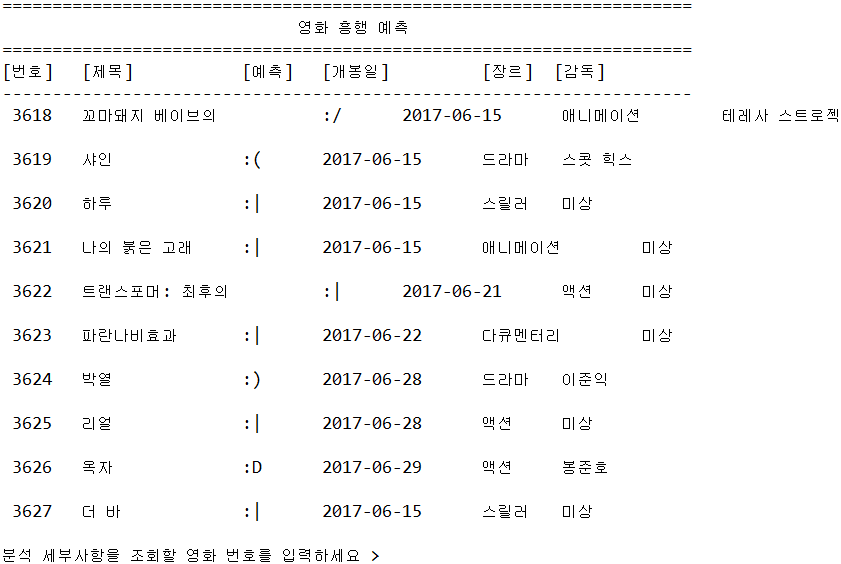 =====================================================================
영화 흥행 예측
=====================================================================
[번호] [제목] [예측] [개봉일] [장르] [감독]
---------------------------------------------------------------------
3618 꼬마돼지 베이브의 :/ 2017-06-15 애니메이션 테레사 스트로젝
3619 샤인 :( 2017-06-15 드라마 스콧 힉스
3620 하루 :| 2017-06-15 스릴러 미상
3621 나의 붉은 고래 :| 2017-06-15 애니메이션 미상
3622 트랜스포머: 최후의 :| 2017-06-21 액션 미상
3623 파란나비효과 :| 2017-06-22 다큐멘터리 미상
3624 박열 :) 2017-06-28 드라마 이준익
3625 리얼 :| 2017-06-28 액션 미상
3626 옥자 :D 2017-06-29 액션 봉준호
3627 더 바 :| 2017-06-15 스릴러 미상
분석 세부사항을 조회할 영화 번호를 입력하세요 >